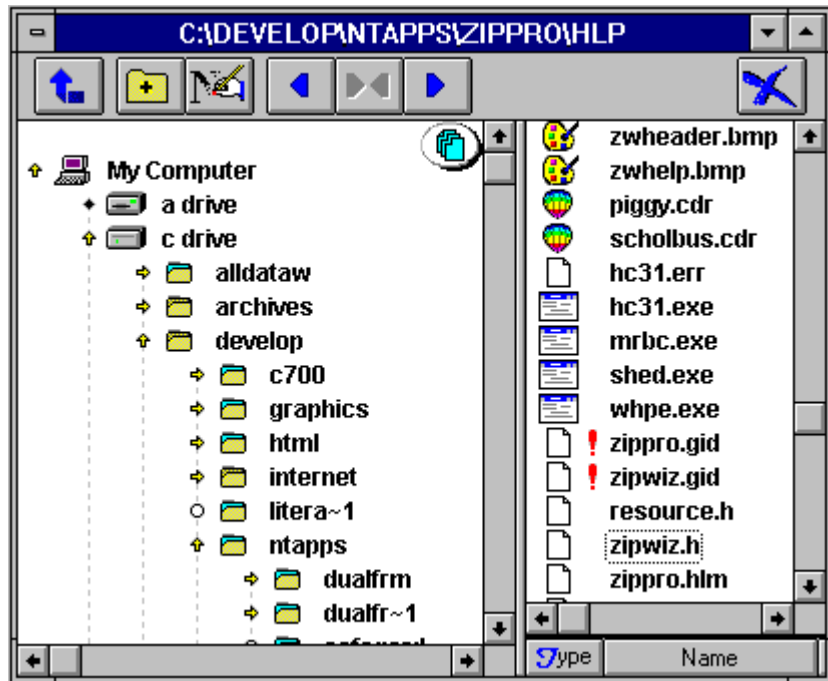 C:\DEVELOP\NTAPPS\ZIPPRO\HLP
My Computer
a drive
c drive
alldataw
archives
develop
c700
graphics
html
internet
litera~1
ntapps
dualfrm
dualfr~1
zwheader.bmp
zwhelp.bmp
piggy.cdr
scholbus.cdr
hc31.err
hc31.exe
mrbc.exe
shed.exe
whpe.exe
zippro.gid
zipwiz.gid
resource.h
zipwiz.h
zippro.hlm
Type
Name